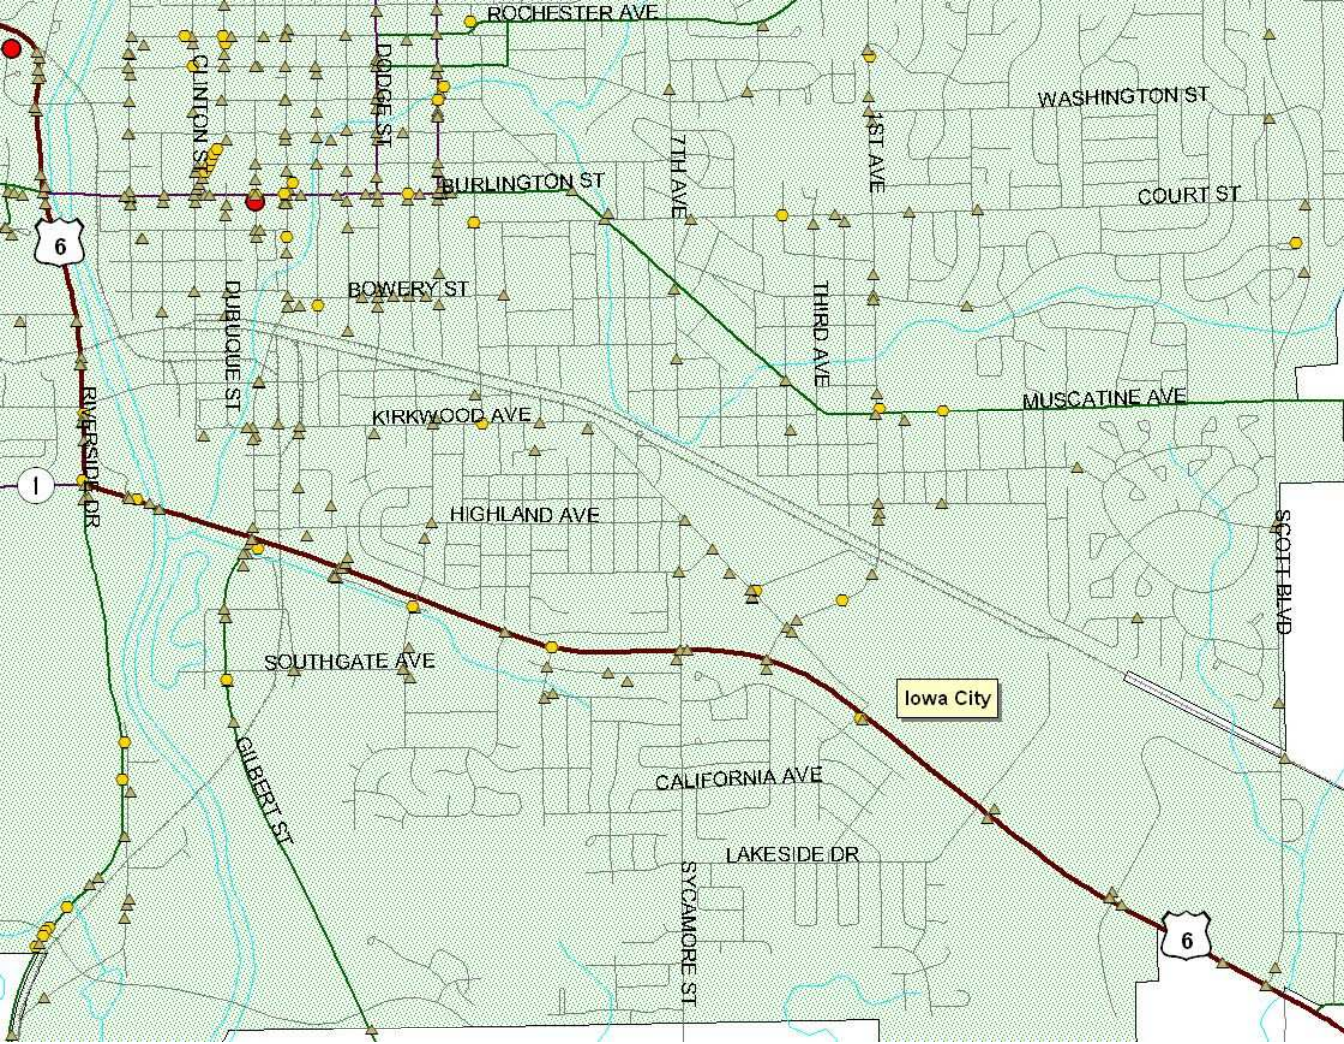 ROCHESTER AVE
CLINTON ST
DODGE ST
WASHINGTON ST
7TH AVE
1ST AVE
BURLINGTON ST
COURT ST
6
DUBUQUE ST
BOWERY ST
THIRD AVE
RIVERSIDE DR
KIRKWOOD AVE
MUSCATINE AVE
1
HIGHLAND AVE
SCOTT BLVD
SOUTHGATE AVE
Iowa City
GILBERT ST
CALIFORNIA AVE
LAKESIDE DR
SYCAMORE ST
6